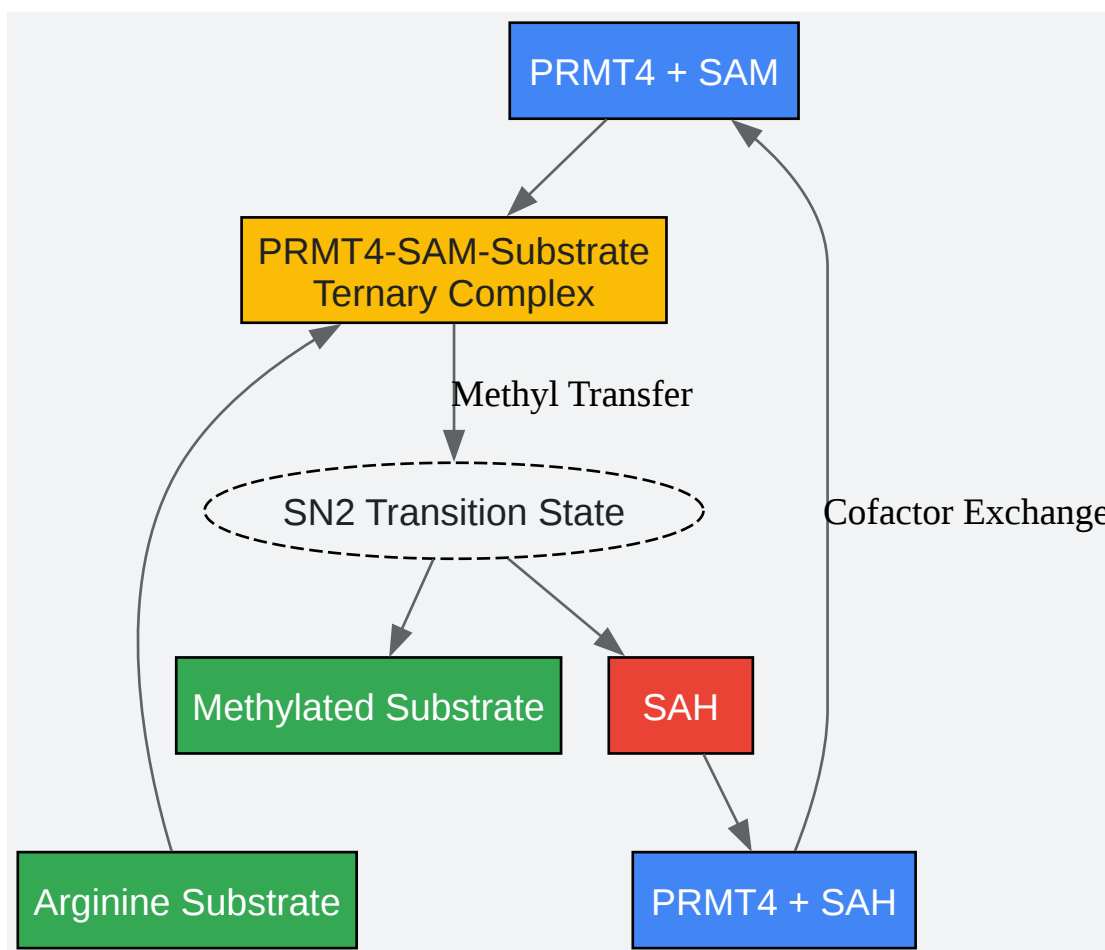 PRMT4 + SAM
PRMT4-SAM-Substrate
Ternary Complex
Methyl Transfer
SN2 Transition State
Cofactor Exchange
Methylated Substrate
SAH
Arginine Substrate
PRMT4 + SAH